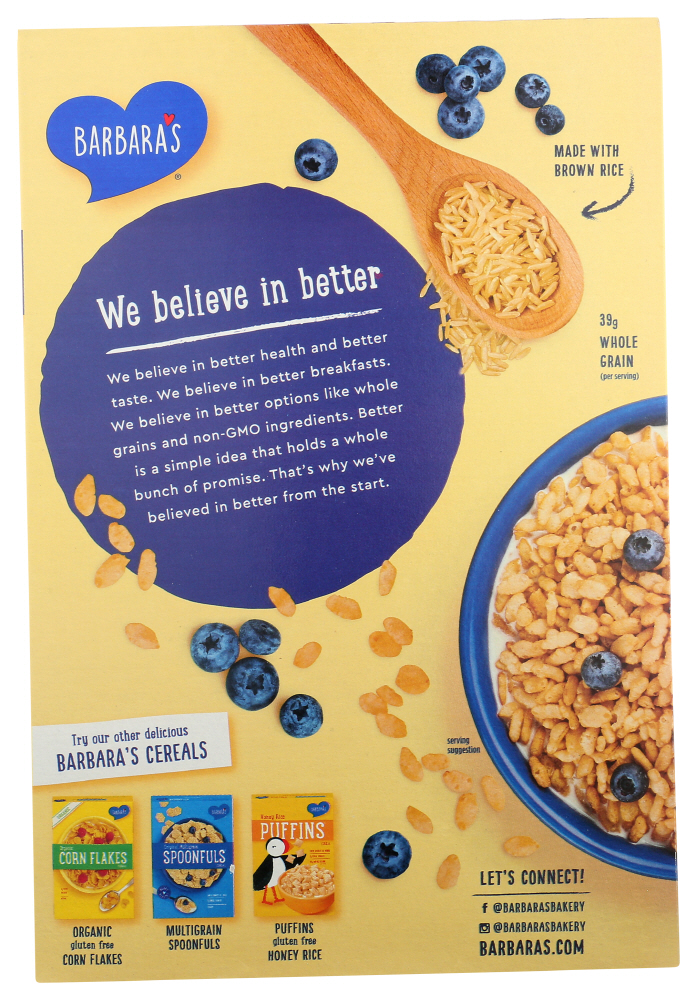 BARBARA'S
®
MADE WITH
BROWN RICE
We believe in better
We believe in better health and better
taste. We believe in better breakfasts.
We believe in better options like whole
grains and non-GMO ingredients. Better
is a simple idea that holds a whole
bunch of promise. That's why we've
believed in better from the start.
39g
WHOLE
GRAIN
(per serving)
serving
suggestion
Try our other delicious
BARBARA'S CEREALS
Organic
CORN FLAKES
SPOONFULS
Honey Rice
PUFFINS
ORGANIC
gluten free
CORN FLAKES
MULTIGRAIN
SPOONFULS
PUFFINS
gluten free
HONEY RICE
LET'S CONNECT!
f @BARBARASBAKERY
@BARBARASBAKERY
BARBARAS.COM